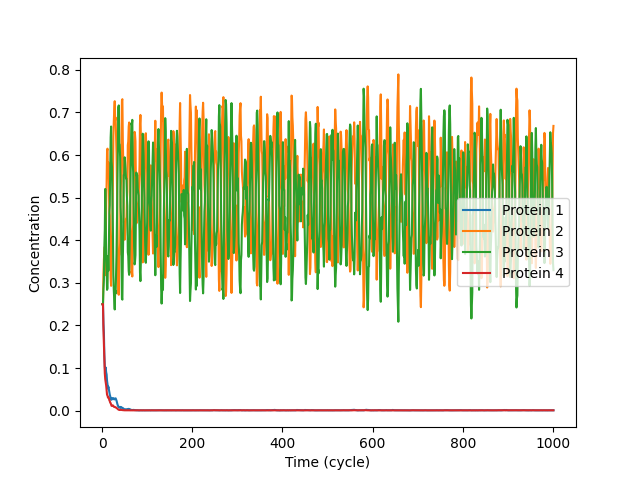 0.8
0.7
0.6
0.5
0.4
0.3
0.2
0.1
0.0
Concentration
Protein 1
Protein 2
Protein 3
Protein 4
0 200 400 600 800 1000
Time (cycle)